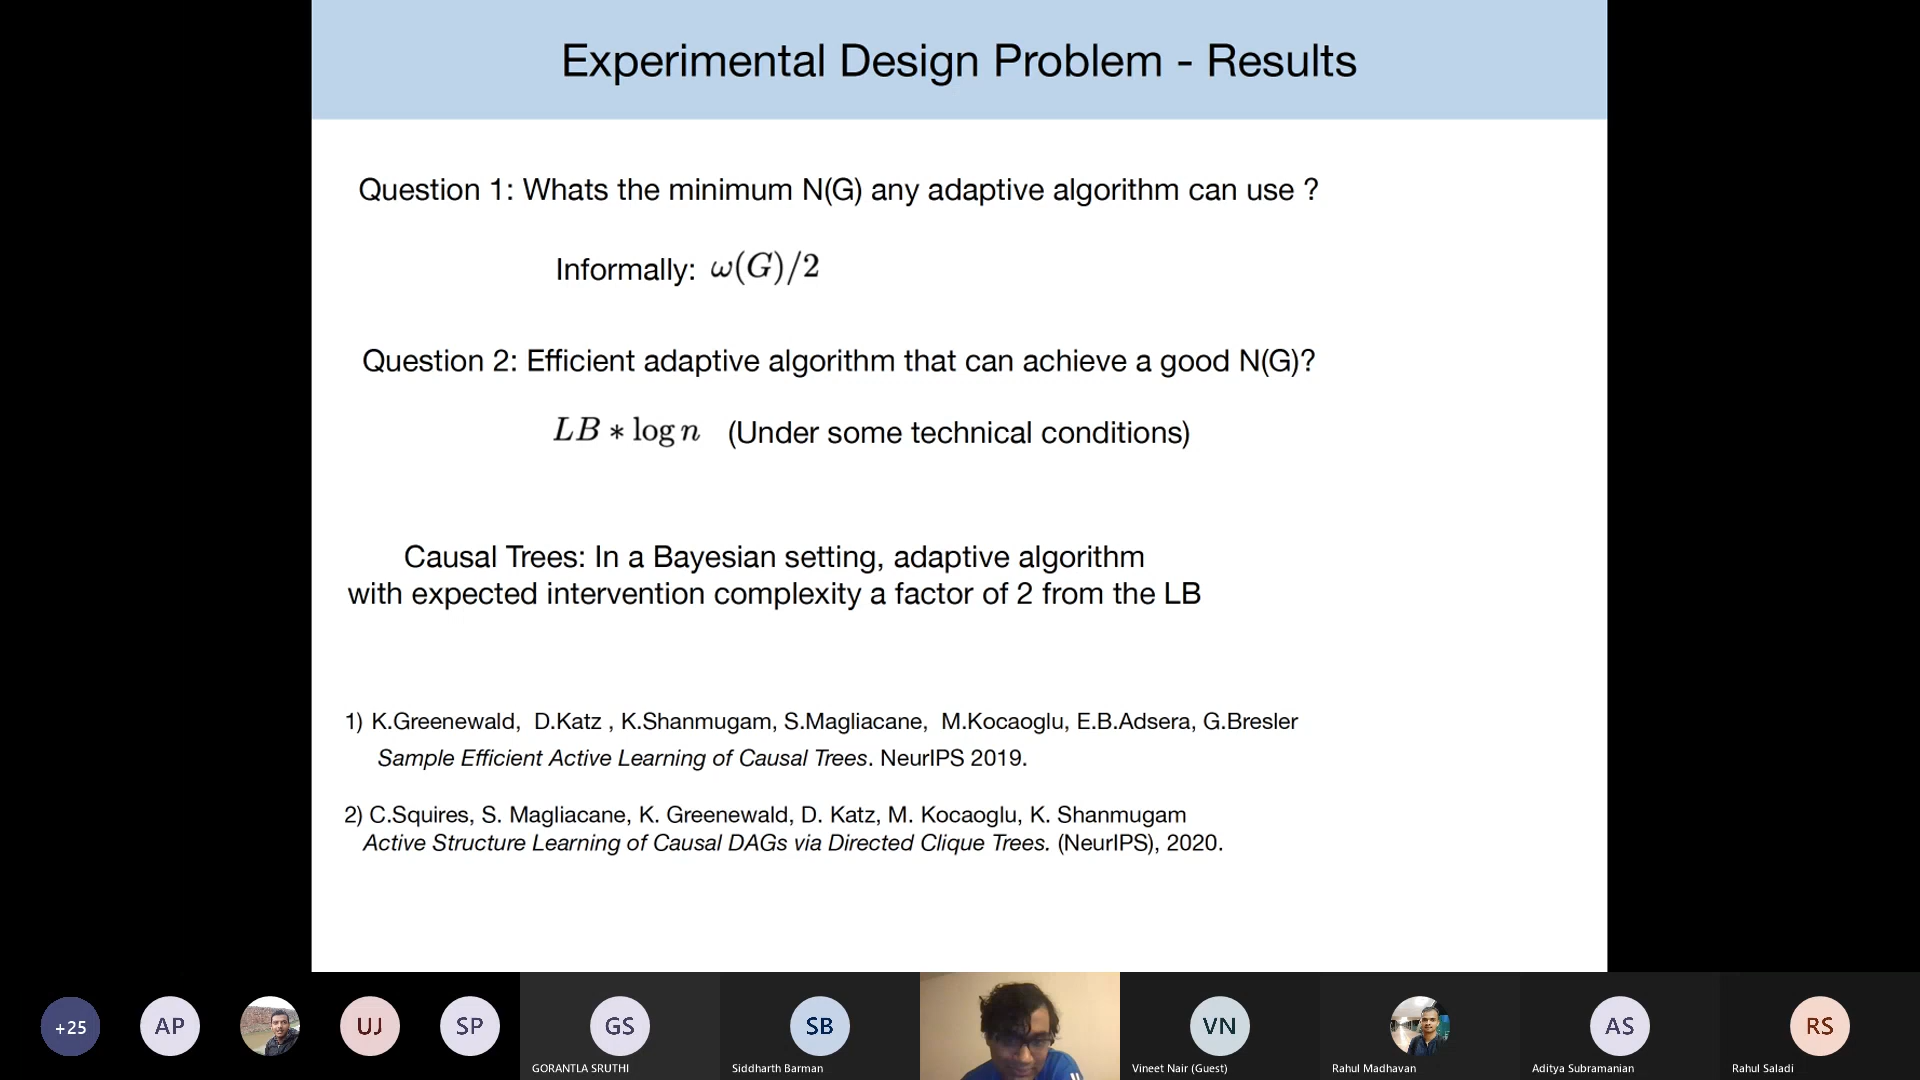 Experimental Design Problem - Results
Question 1: Whats the minimum N(G) any adaptive algorithm can use ?
Informally: ω(G)/2
Question 2: Efficient adaptive algorithm that can achieve a good N(G)?
LB * log n (Under some technical conditions)
Causal Trees: In a Bayesian setting, adaptive algorithm
with expected intervention complexity a factor of 2 from the LB
1) K.Greenewald, D.Katz , K.Shanmugam, S.Magliacane, M.Kocaoglu, E.B.Adsera, G.Bresler
Sample Efficient Active Learning of Causal Trees. NeurIPS 2019.
2) C.Squires, S. Magliacane, K. Greenewald, D. Katz, M. Kocaoglu, K. Shanmugam
Active Structure Learning of Causal DAGs via Directed Clique Trees. (NeurIPS), 2020.
+25 AP UJ SP GS SB VN AS RS
GORANTLA SRUTHI Siddharth Barman Vineet Nair (Guest) Rahul Madhavan Aditya Subramanian Rahul Saladi